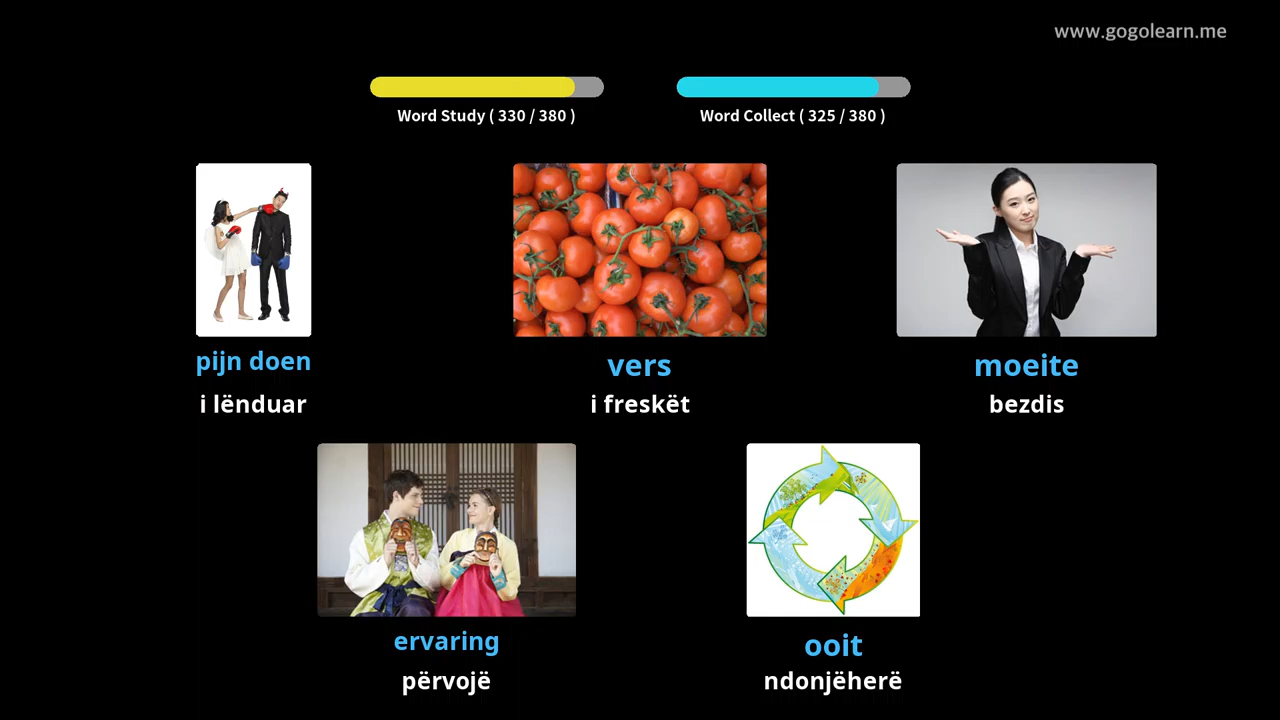 www.gogolearn.me
Word Study ( 330 / 380 )
Word Collect ( 325 / 380 )
pijn doen
i lënduar
vers
i freskët
moeite
bezdis
ervaring
përvojë
ooit
ndonjëherë